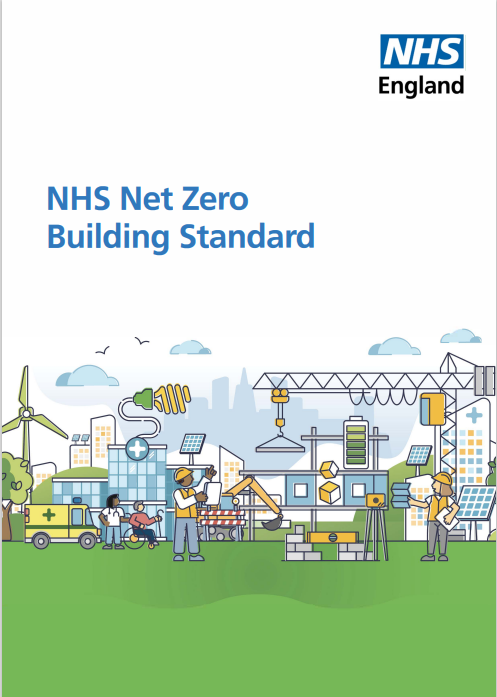 NHS
England
NHS Net Zero
Building Standard